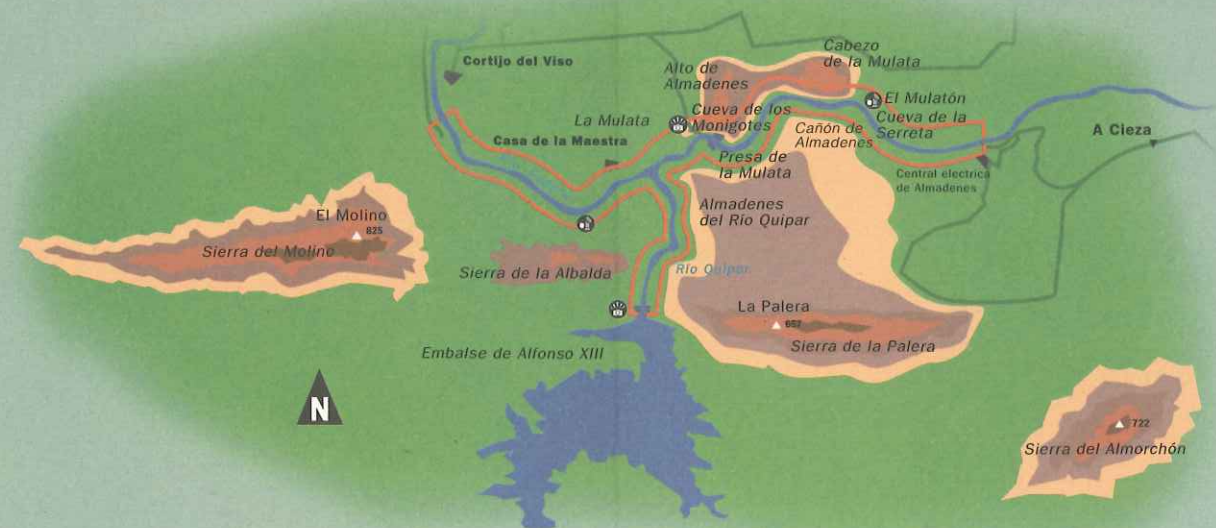 Cortijo del Viso
Alto de
Almadenes
Cabezo
de la Mulata
La Mulata
Cueva de los
Monigotes
El Mulatón
Cueva de la
Serreta
Cañón de
Almadenes
A Cieza
Casa de la Maestra
Presa de
la Mulata
Central electrica
de Almadenes
Almadenes
del Río Quipar
El Molino
825
Sierra del Molino
Sierra de la Albalda
Río Quipar
La Palera
657
Sierra de la Palera
Embalse de Alfonso XIII
N
722
Sierra del Almorchón